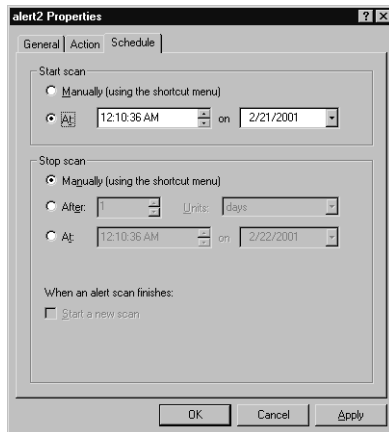 alert2 Properties
General Action Schedule
Start scan
Manually (using the shortcut menu)
At: 12:10:36 AM on 2/21/2001
Stop scan
Manually (using the shortcut menu)
After: 1 Units: days
At: 12:10:36 AM on 2/22/2001
When an alert scan finishes:
Start a new scan
OK Cancel Apply